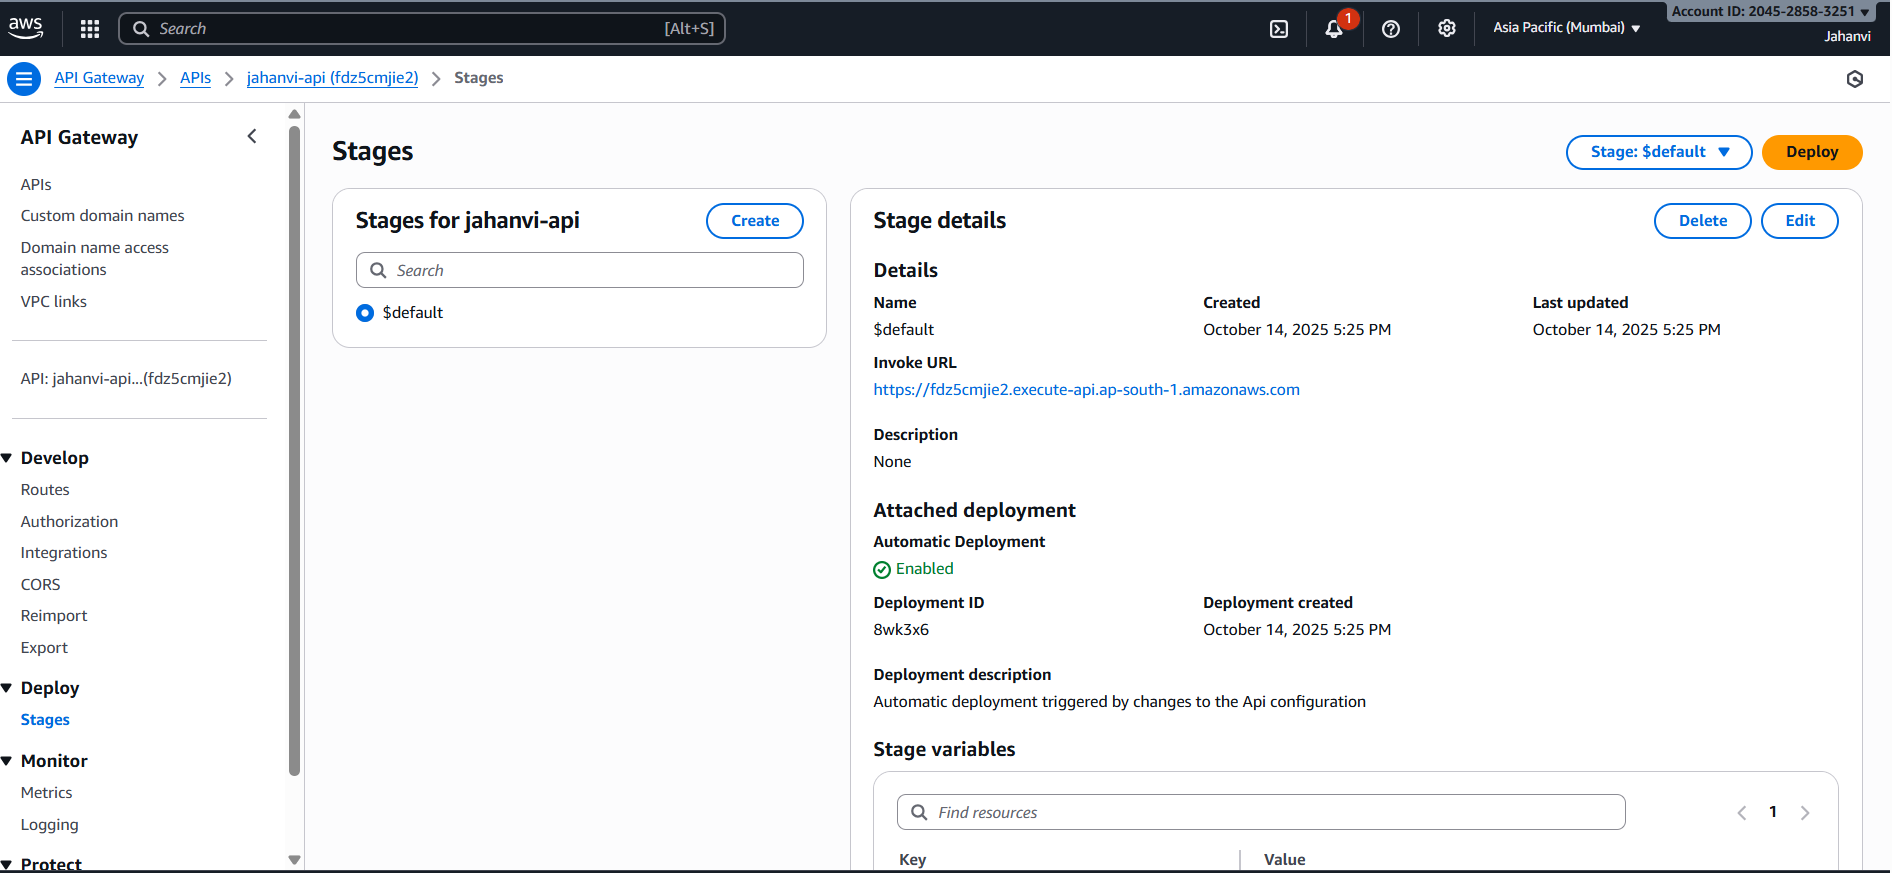 aws
Search [Alt+S]
1
Asia Pacific (Mumbai)
Account ID: 2045-2858-3251
Jahanvi
API Gateway
APIs
jahanvi-api (fdz5cmjie2)
Stages
API Gateway
APIs
Custom domain names
Domain name access
associations
VPC links
API: jahanvi-api...(fdz5cmjie2)
Develop
Routes
Authorization
Integrations
CORS
Reimport
Export
Deploy
Stages
Monitor
Metrics
Logging
Protect
Stages
Stage: $default
Deploy
Stages for jahanvi-api
Create
Search
$default
Stage details
Delete
Edit
Details
Name
$default
Created
October 14, 2025 5:25 PM
Last updated
October 14, 2025 5:25 PM
Invoke URL
https://fdz5cmjie2.execute-api.ap-south-1.amazonaws.com
Description
None
Attached deployment
Automatic Deployment
Enabled
Deployment ID
8wk3x6
Deployment created
October 14, 2025 5:25 PM
Deployment description
Automatic deployment triggered by changes to the Api configuration
Stage variables
Find resources
1
Key
Value